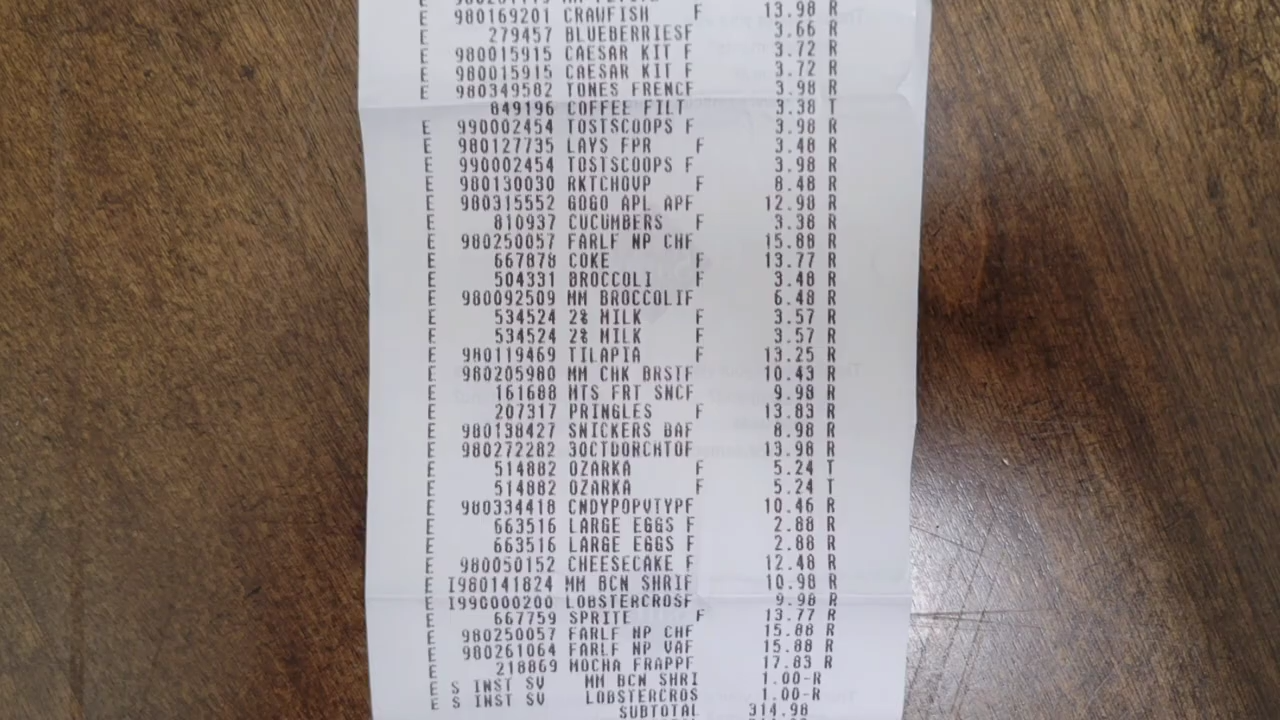 E 980169201 CRAWFISH F 13.98 R
E 279457 BLUEBERRIESF 3.66 R
E 980015915 CAESAR KIT F 3.72 R
E 980015915 CAESAR KIT F 3.72 R
E 980349582 TONES FRENCF 3.98 R
849196 COFFEE FILT 3.38 T
E 990002454 TOSTSCOOPS F 3.98 R
E 980127735 LAYS FPR F 3.48 R
E 990002454 TOSTSCOOPS F 3.98 R
E 980130030 RKTCHOVP F 8.48 R
E 980315552 GOGO APL APF 12.98 R
E 810937 CUCUMBERS F 3.38 R
E 980250057 FARLF NP CHF 15.88 R
E 667878 COKE F 13.77 R
E 504331 BROCCOLI F 3.48 R
E 980092509 MM BROCCOLIF 6.48 R
E 534524 2% MILK F 3.57 R
E 534524 2% MILK F 3.57 R
E 980119469 TILAPIA F 13.25 R
E 980205980 MM CHK BRSTF 10.43 R
E 161688 MTS FRT SNCF 9.98 R
E 207317 PRINGLES F 13.83 R
E 980138427 SNICKERS BAF 8.98 R
E 980272282 30CTDORCHTOF 13.98 R
E 514882 OZARKA F 5.24 T
E 514882 OZARKA F 5.24 T
E 980334418 CNDYPOPVTYPF 10.46 R
E 663516 LARGE EGGS F 2.88 R
E 663516 LARGE EGGS F 2.88 R
E 980050152 CHEESECAKE F 12.48 R
E I980141824 MM BCN SHRIF 10.98 R
E I990000200 LOBSTERCROSF 9.98 R
E 667759 SPRITE F 13.77 R
E 980250057 FARLF NP CHF 15.88 R
E 980261064 FARLF NP VAF 15.88 R
E 218869 MOCHA FRAPPF 17.83 R
E S INST SV MM BCN SHRI 1.00-R
E S INST SV LOBSTERCROS 1.00-R
SUBTOTAL 314.98